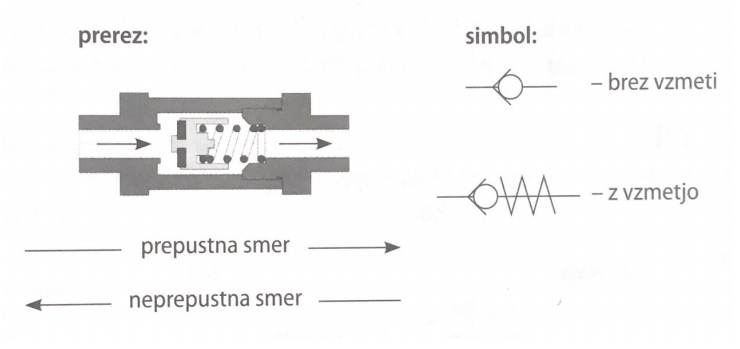 prerez:
simbol:
– brez vzmeti
– z vzmetjo
prepustna smer
neprepustna smer